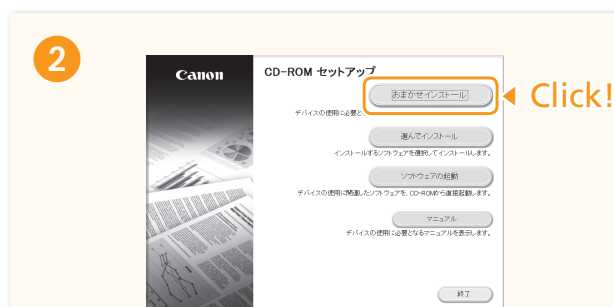 2
Canon
CD-ROM セットアップ
おまかせインストール
Click!
デバイスの使用に必要と
選んでインストール
インストールするソフトウェアを選択してインストールします。
ソフトウェアの起動
デバイスの使用に関連したソフトウェアを、CD-ROMから直接起動します。
マニュアル
デバイスの使用に必要となるマニュアルを表示します。
終了